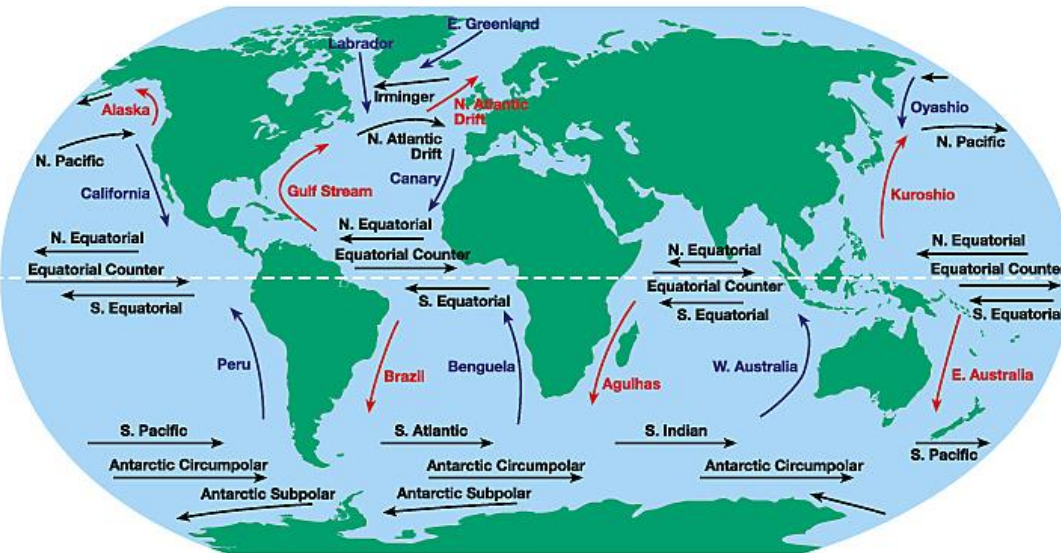 E. Greenland
Labrador
Irminger
Alaska
N. Atlantic
Drift
Oyashio
N. Atlantic
Drift
N. Pacific
N. Pacific
California
Canary
Gulf Stream
Kuroshio
N. Equatorial
N. Equatorial
N. Equatorial
N. Equatorial
Equatorial Counter
Equatorial Counter
Equatorial Counter
Equatorial Counter
S. Equatorial
S. Equatorial
S. Equatorial
S. Equatorial
Peru
Brazil
Benguela
Agulhas
W. Australia
E. Australia
S. Pacific
S. Atlantic
S. Indian
S. Pacific
Antarctic Circumpolar
Antarctic Circumpolar
Antarctic Circumpolar
Antarctic Subpolar
Antarctic Subpolar